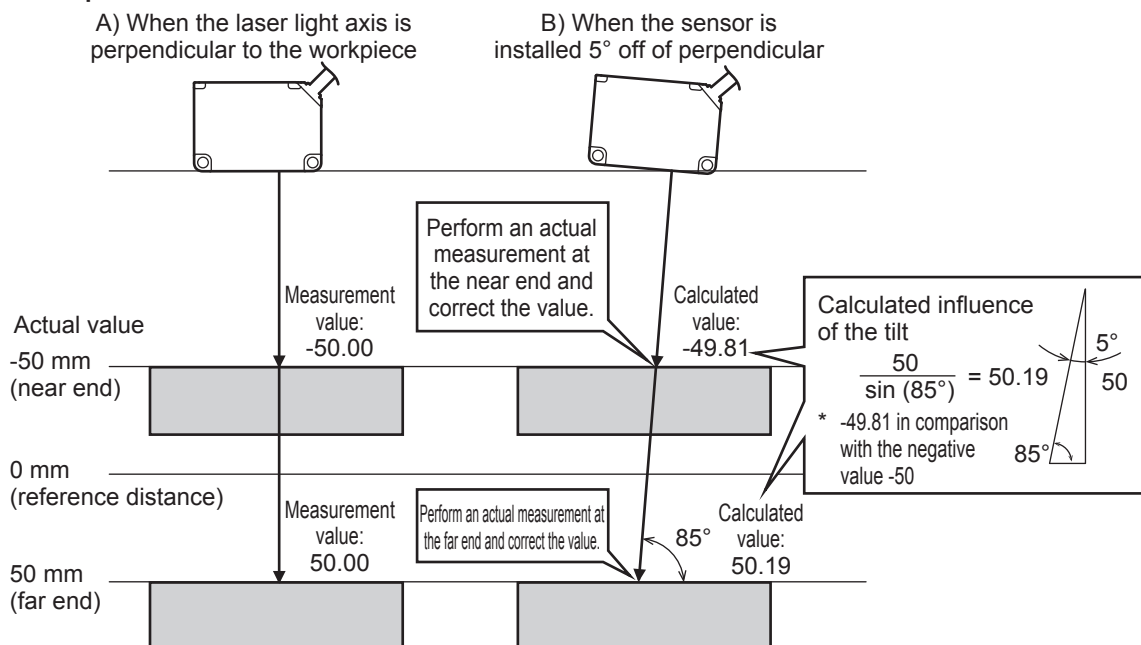 A) When the laser light axis is
perpendicular to the workpiece
B) When the sensor is
installed 5° off of perpendicular
Perform an actual
measurement at
the near end and
correct the value.
Measurement
value:
-50.00
Calculated
value:
-49.81
Calculated influence
of the tilt
50
sin (85°)
= 50.19
* -49.81 in comparison
with the negative
value -50
5°
50
85°
Actual value
-50 mm
(near end)
0 mm
(reference distance)
Measurement
value:
50.00
Perform an actual measurement at
the far end and correct the value.
85°
Calculated
value:
50.19
50 mm
(far end)